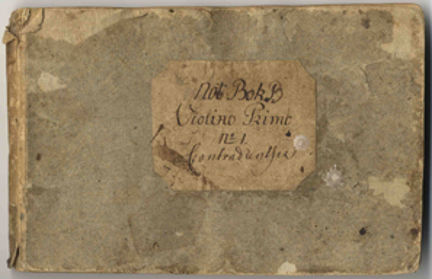 Not Bok B
Violino Primo
No 1.
Contradantser